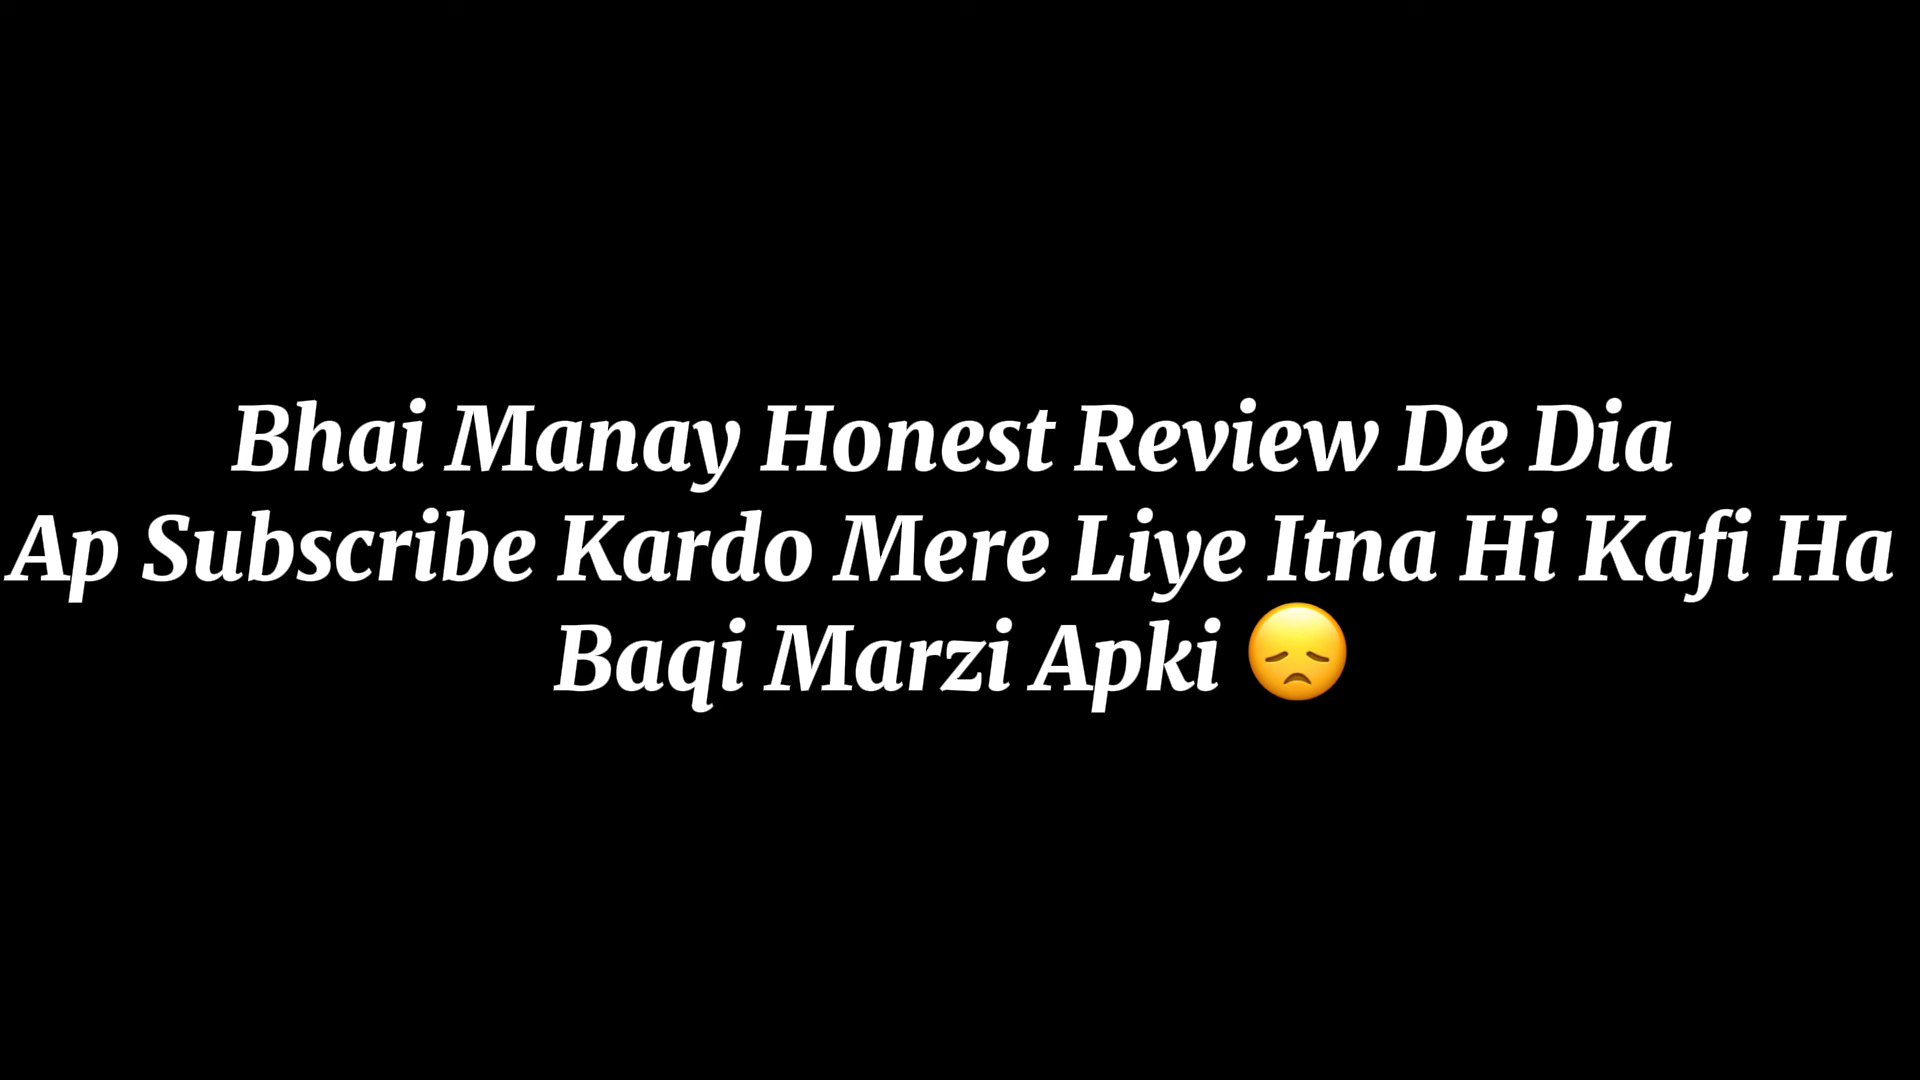 Bhai Manay Honest Review De Dia
Ap Subscribe Kardo Mere Liye Itna Hi Kafi Ha
Baqi Marzi Apki 😞